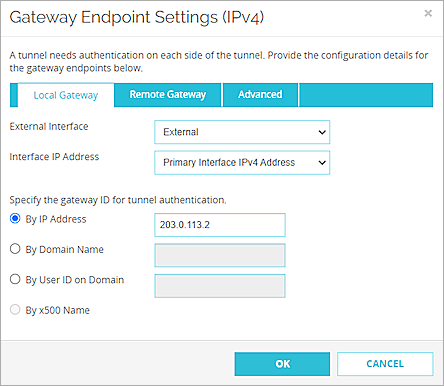 Gateway Endpoint Settings (IPv4)
×
A tunnel needs authentication on each side of the tunnel. Provide the configuration details for
the gateway endpoints below.
Local Gateway Remote Gateway Advanced
External Interface External
Interface IP Address Primary Interface IPv4 Address
Specify the gateway ID for tunnel authentication.
By IP Address 203.0.113.2
By Domain Name
By User ID on Domain
By x500 Name
OK CANCEL